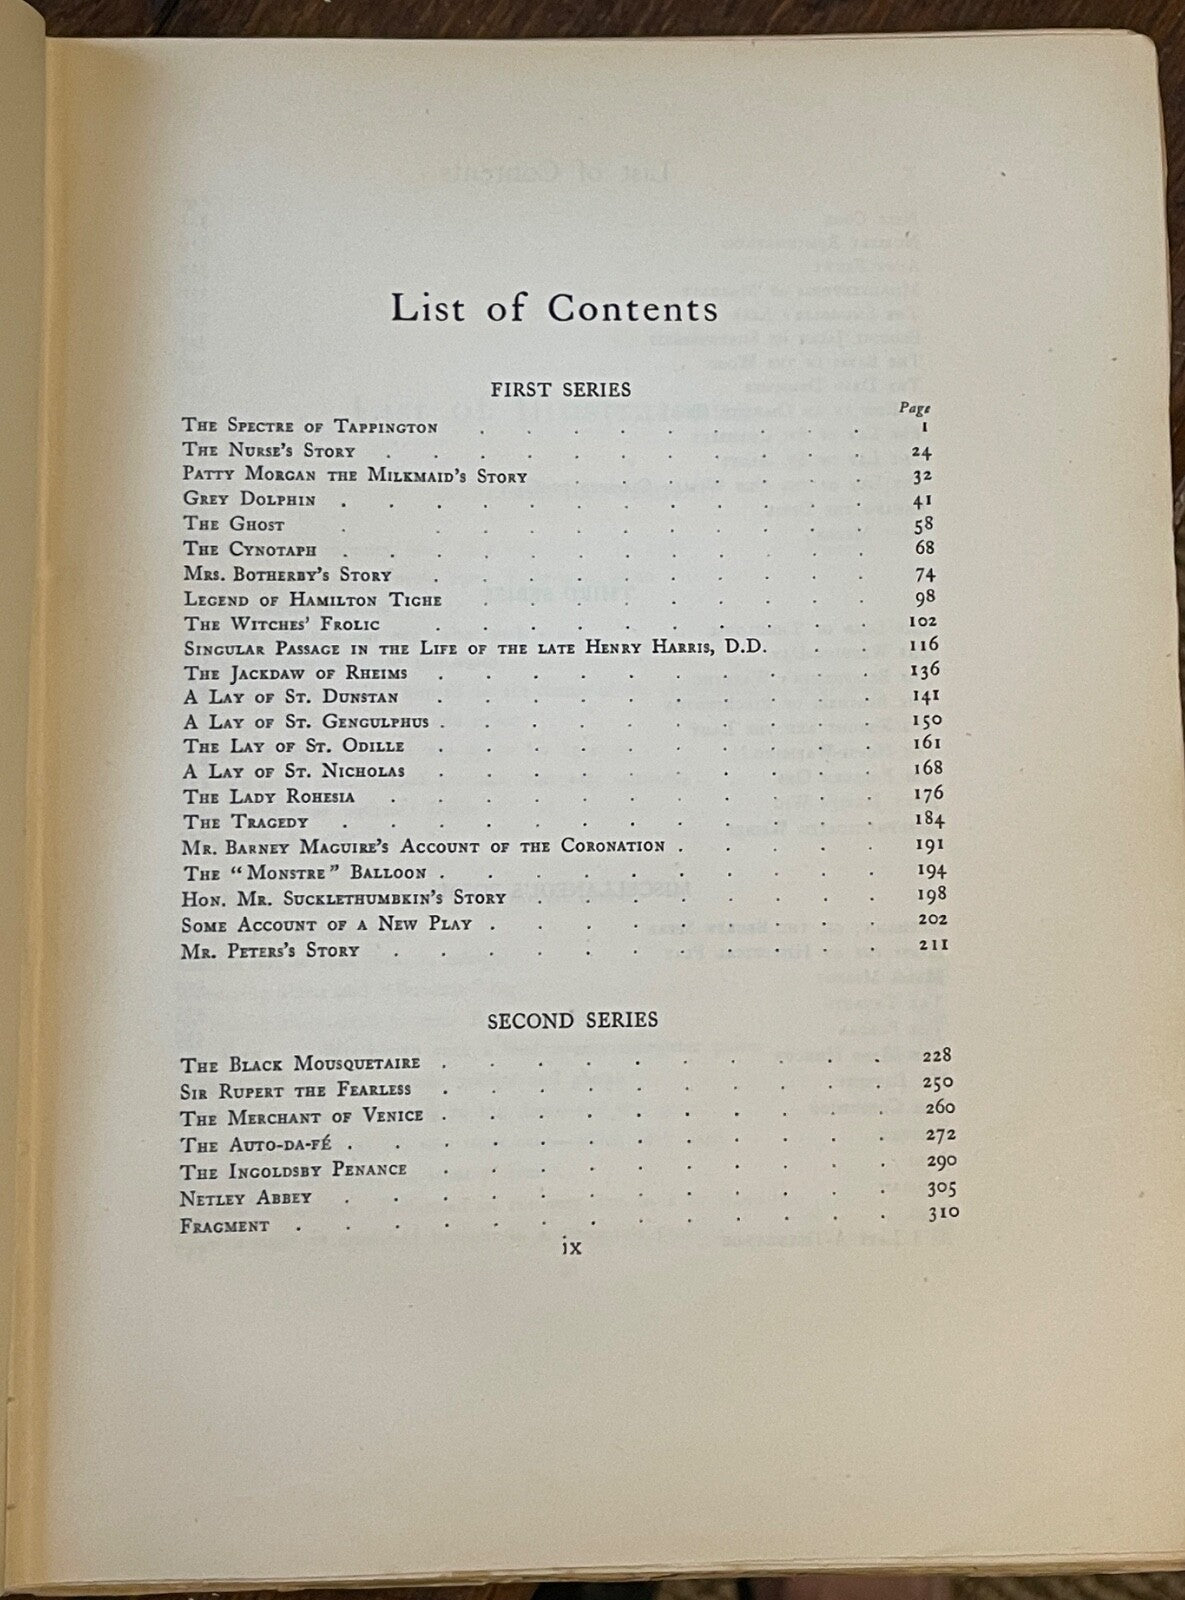 List of Contents
FIRST SERIES
Page
The Spectre of Tappington . . . . . . . . . 1
The Nurse's Story . . . . . . . . . . 24
Patty Morgan the Milkmaid's Story . . . . . . . 32
Grey Dolphin . . . . . . . . . . . . 41
The Ghost . . . . . . . . . . . . 58
The Cynotaph . . . . . . . . . . . . 68
Mrs. Botherby's Story . . . . . . . . . . 74
Legend of Hamilton Tighe . . . . . . . . . 98
The Witches' Frolic . . . . . . . . . . 102
Singular Passage in the Life of the late Henry Harris, D.D. . . 116
The Jackdaw of Rheims . . . . . . . . . . 136
A Lay of St. Dunstan . . . . . . . . . . 141
A Lay of St. Gengulphus . . . . . . . . . . 150
The Lay of St. Odille . . . . . . . . . . 161
A Lay of St. Nicholas . . . . . . . . . . 168
The Lady Rohesia . . . . . . . . . . . 176
The Tragedy . . . . . . . . . . . . 184
Mr. Barney Maguire's Account of the Coronation . . . . . 191
The "Monstre" Balloon . . . . . . . . . . 194
Hon. Mr. Sucklethumbkin's Story . . . . . . . . 198
Some Account of a New Play . . . . . . . . . 202
Mr. Peters's Story . . . . . . . . . . . 211
SECOND SERIES
The Black Mousquetaire . . . . . . . . . . 228
Sir Rupert the Fearless . . . . . . . . . . 250
The Merchant of Venice . . . . . . . . . . 260
The Auto-da-fé . . . . . . . . . . . . 272
The Ingoldsby Penance . . . . . . . . . . 290
Netley Abbey . . . . . . . . . . . . 305
Fragment . . . . . . . . . . . . . 310
ix